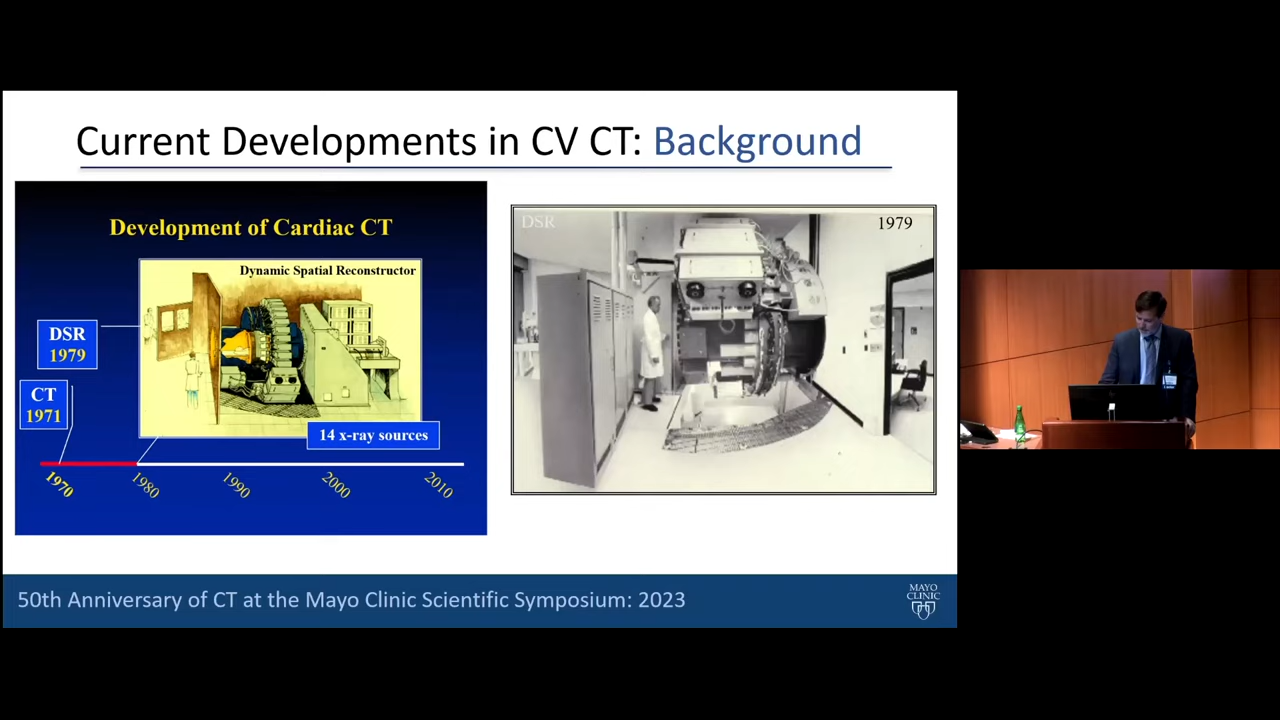 Current Developments in CV CT: Background
Development of Cardiac CT
Dynamic Spatial Reconstructor
DSR
1979
CT
1971
14 x-ray sources
1970
1980
1990
2000
2010
DSR
1979
50th Anniversary of CT at the Mayo Clinic Scientific Symposium: 2023
MAYO
CLINIC